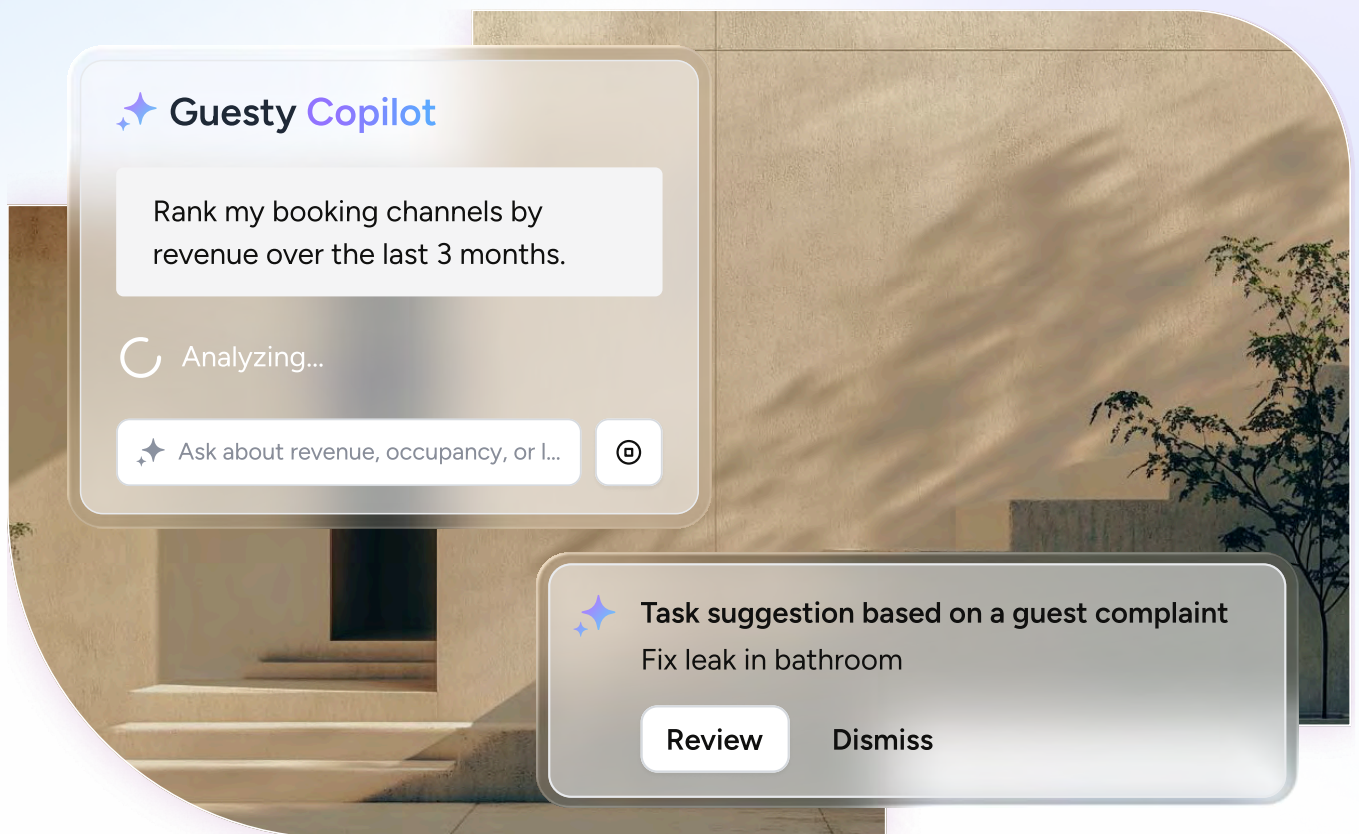 Guesty Copilot
Rank my booking channels by
revenue over the last 3 months.
Analyzing...
Ask about revenue, occupancy, or l...
Task suggestion based on a guest complaint
Fix leak in bathroom
Review
Dismiss